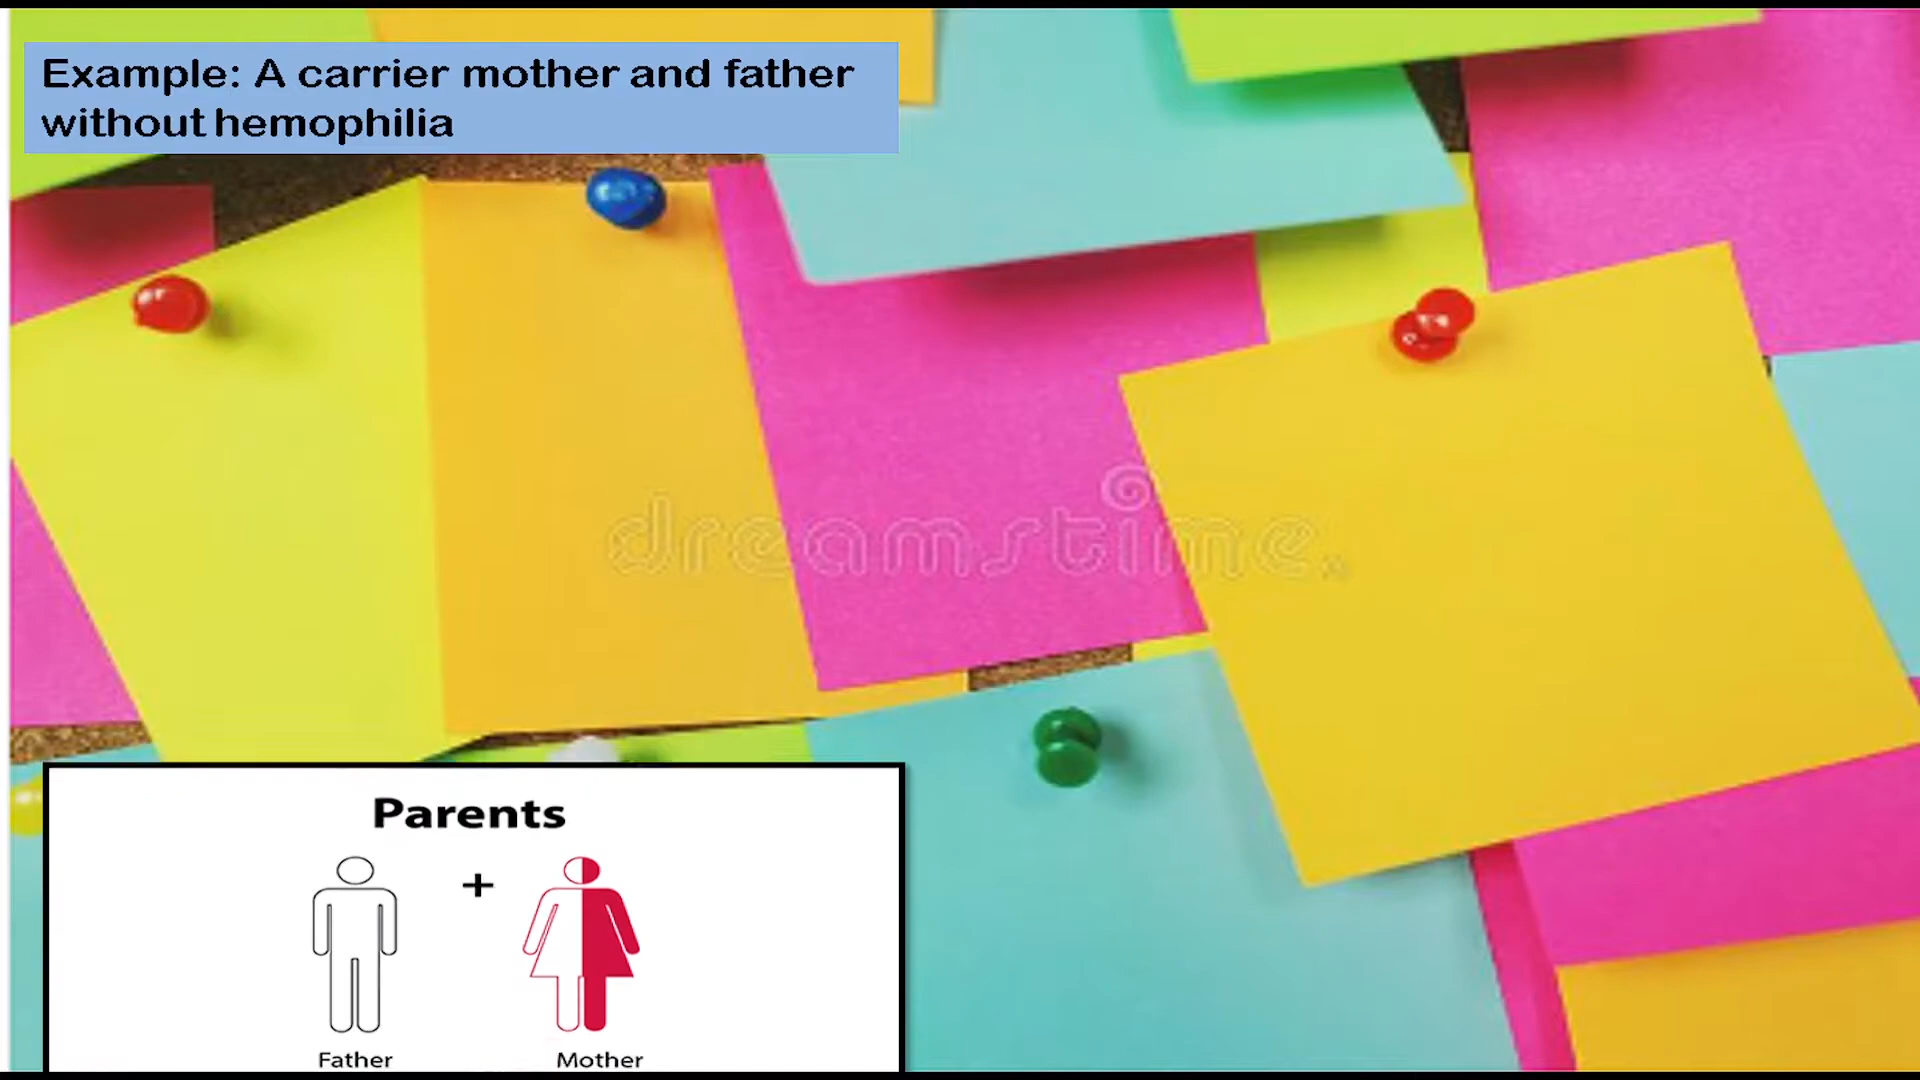 Example: A carrier mother and father
without hemophilia
dreamstime.
Parents
+
Father Mother